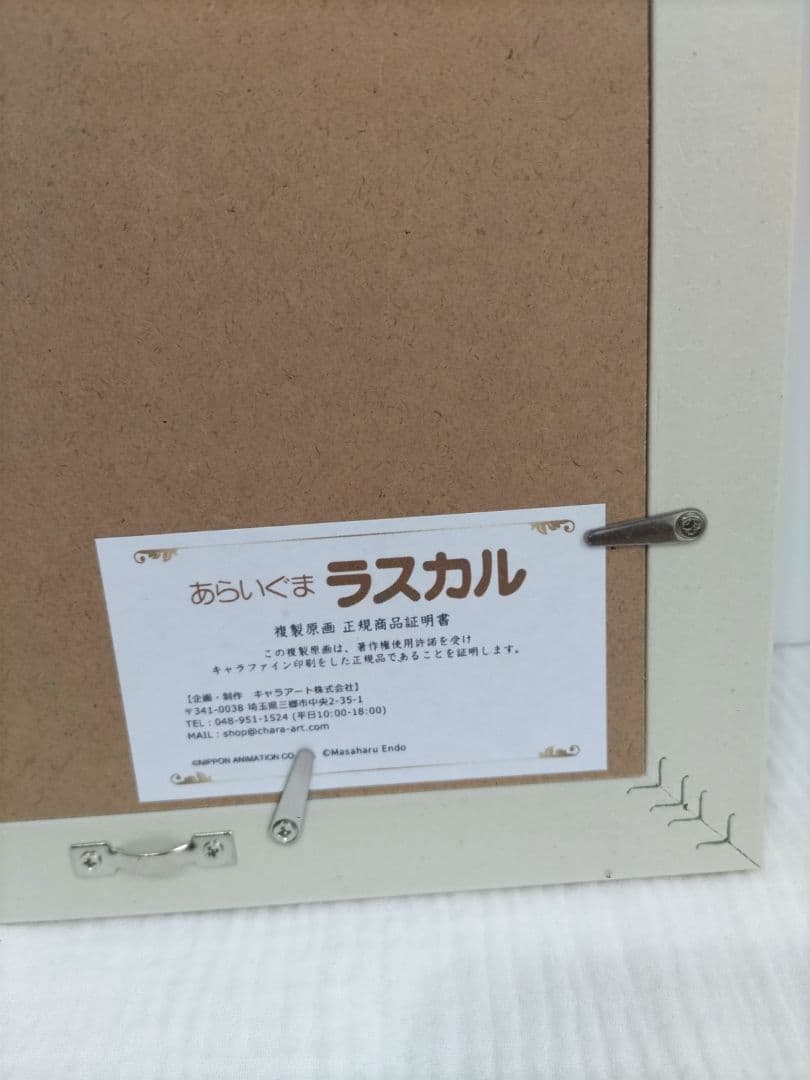 あらいぐま ラスカル
複製原画 正規商品証明書
この複製原画は、著作権使用許諾を受け
キャラファイン印刷をした正規品であることを証明します。
【企画・制作 キャラアート株式会社】
〒341-0038 埼玉県三郷市中央2-35-1
TEL：048-951-1524 (平日10:00-18:00)
MAIL：shop@chara-art.com
©NIPPON ANIMATION CO ©Masaharu Endo